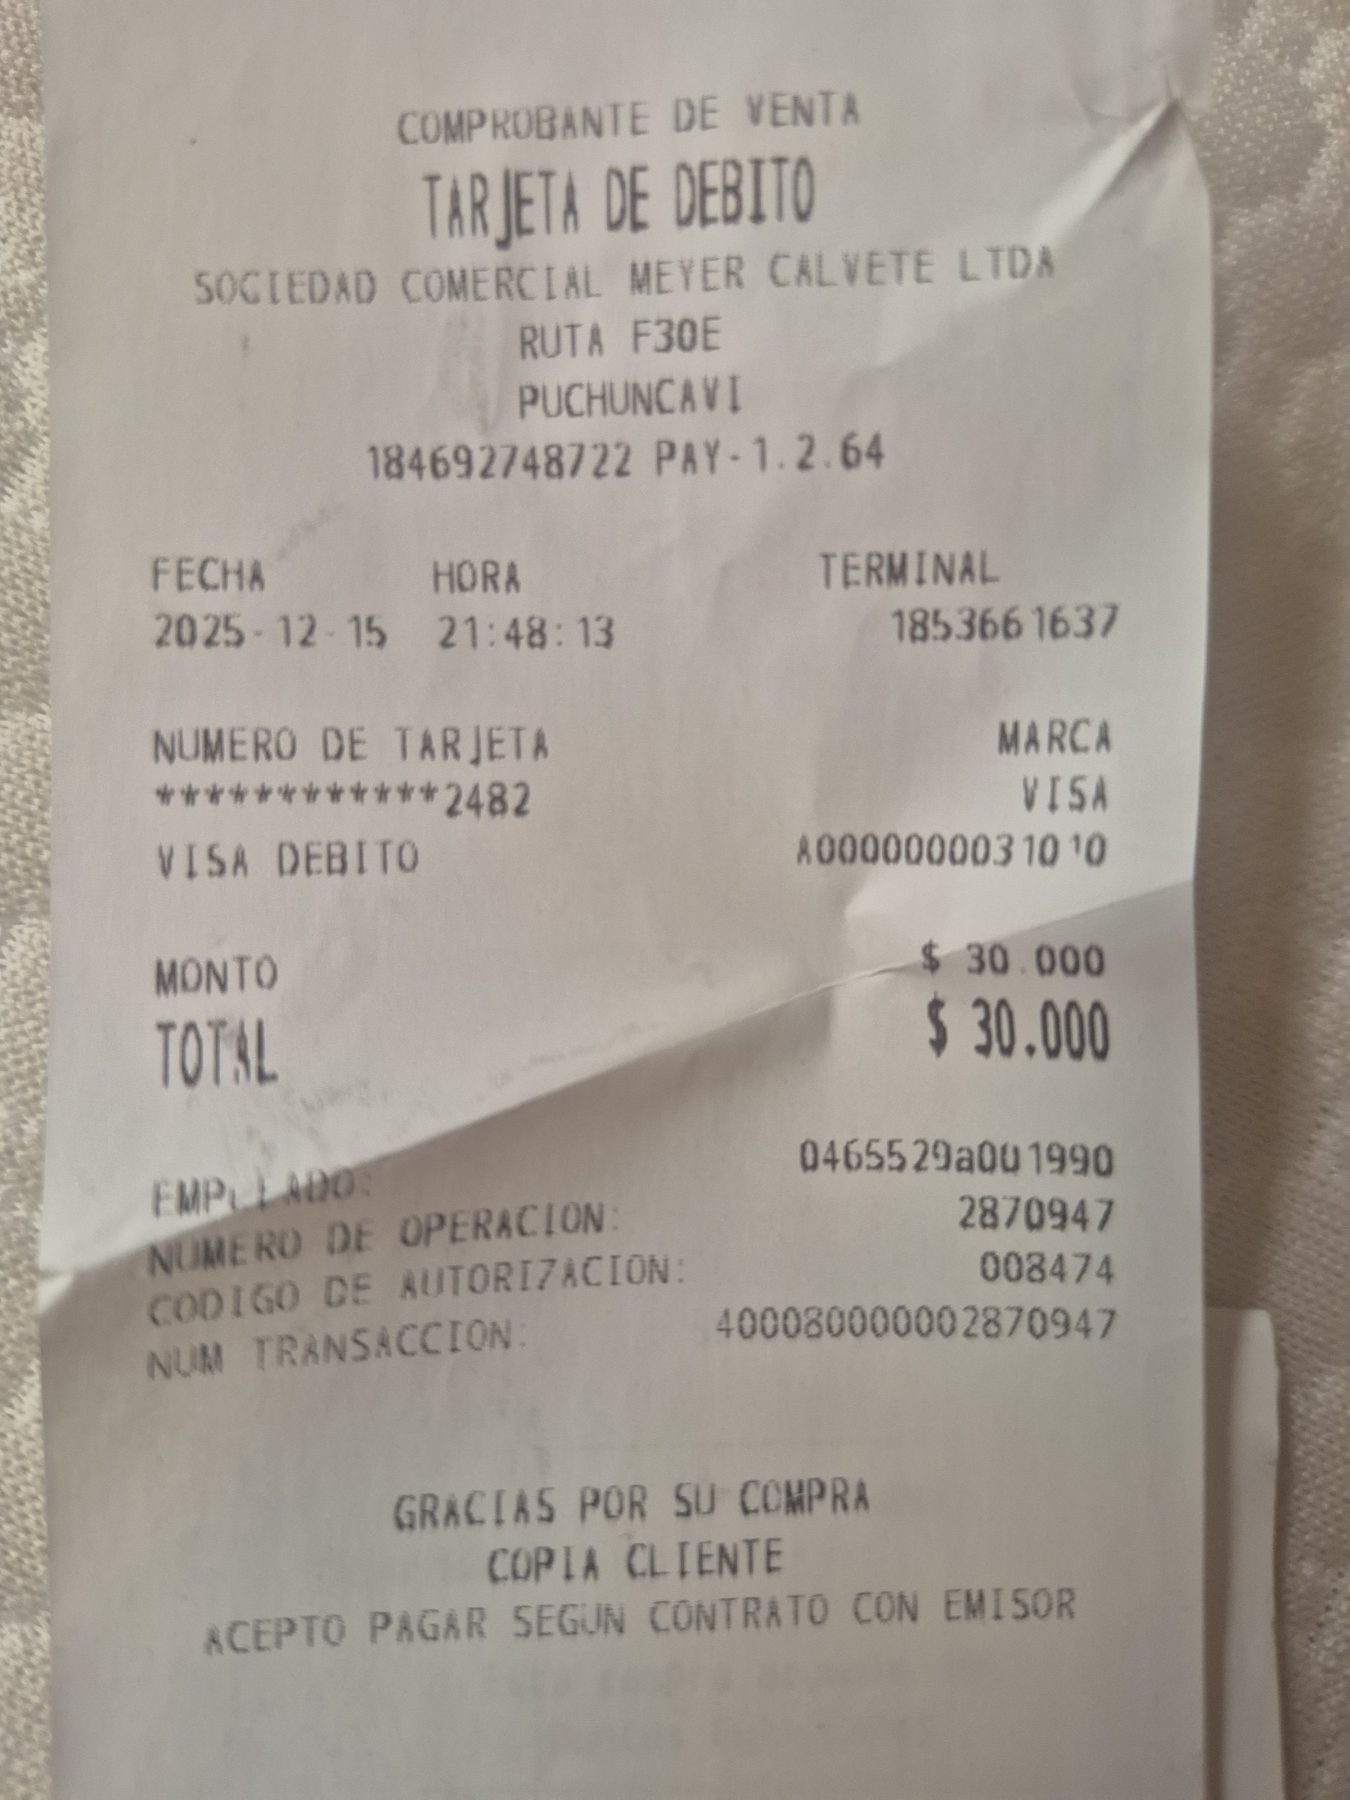 COMPROBANTE DE VENTA
TARJETA DE DEBITO
SOCIEDAD COMERCIAL MEYER CALVETE LTDA
RUTA F30E
PUCHUNCAVI
184692748722 PAY-1.2.64
FECHA HORA TERMINAL
2025-12-15 21:48:13 1853661637
NUMERO DE TARJETA MARCA
************2482 VISA
VISA DEBITO A0000000031010
MONTO $ 30.000
TOTAL $ 30.000
EMPLEADO: 0465529a001990
NUMERO DE OPERACION: 2870947
CODIGO DE AUTORIZACION: 008474
NUM TRANSACCION: 400080000002870947
GRACIAS POR SU COMPRA
COPIA CLIENTE
ACEPTO PAGAR SEGUN CONTRATO CON EMISOR